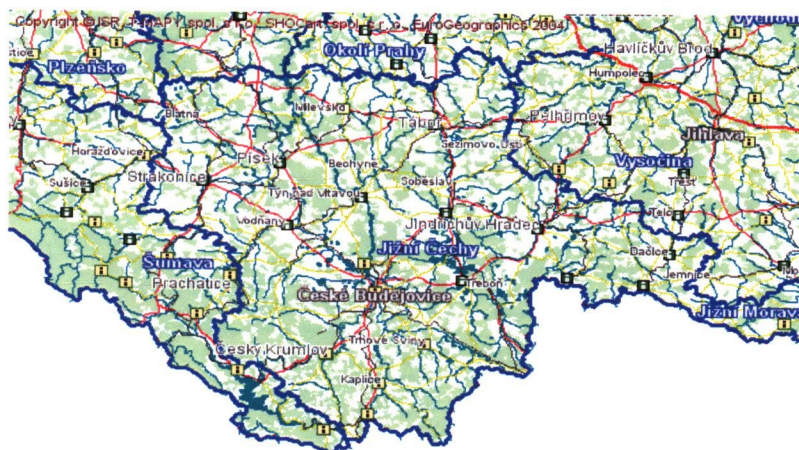 Copyright © ISR, T-MAPY spol. s r.o., SHOCart, spol. s r. o., EuroGeographics 2004
Okolí Prahy
Havlíčkův Brod
Plzeňsko
Humpolec
Blatná
Milevsko
Tábor
Pelhřimov
Jihlava
Sezimovo Ústí
Horažďovice
Písek
Bechyně
Vysočina
Strakonice
Soběslav
Třešť
Sušice
Týn nad Vltavou
Vodňany
Jindřichův Hradec
Telč
Jižní Čechy
Dačice
Šumava
Prachatice
Třeboň
Jemnice
České Budějovice
Jižní Morava
Trhové Sviny
Český Krumlov
Kaplice